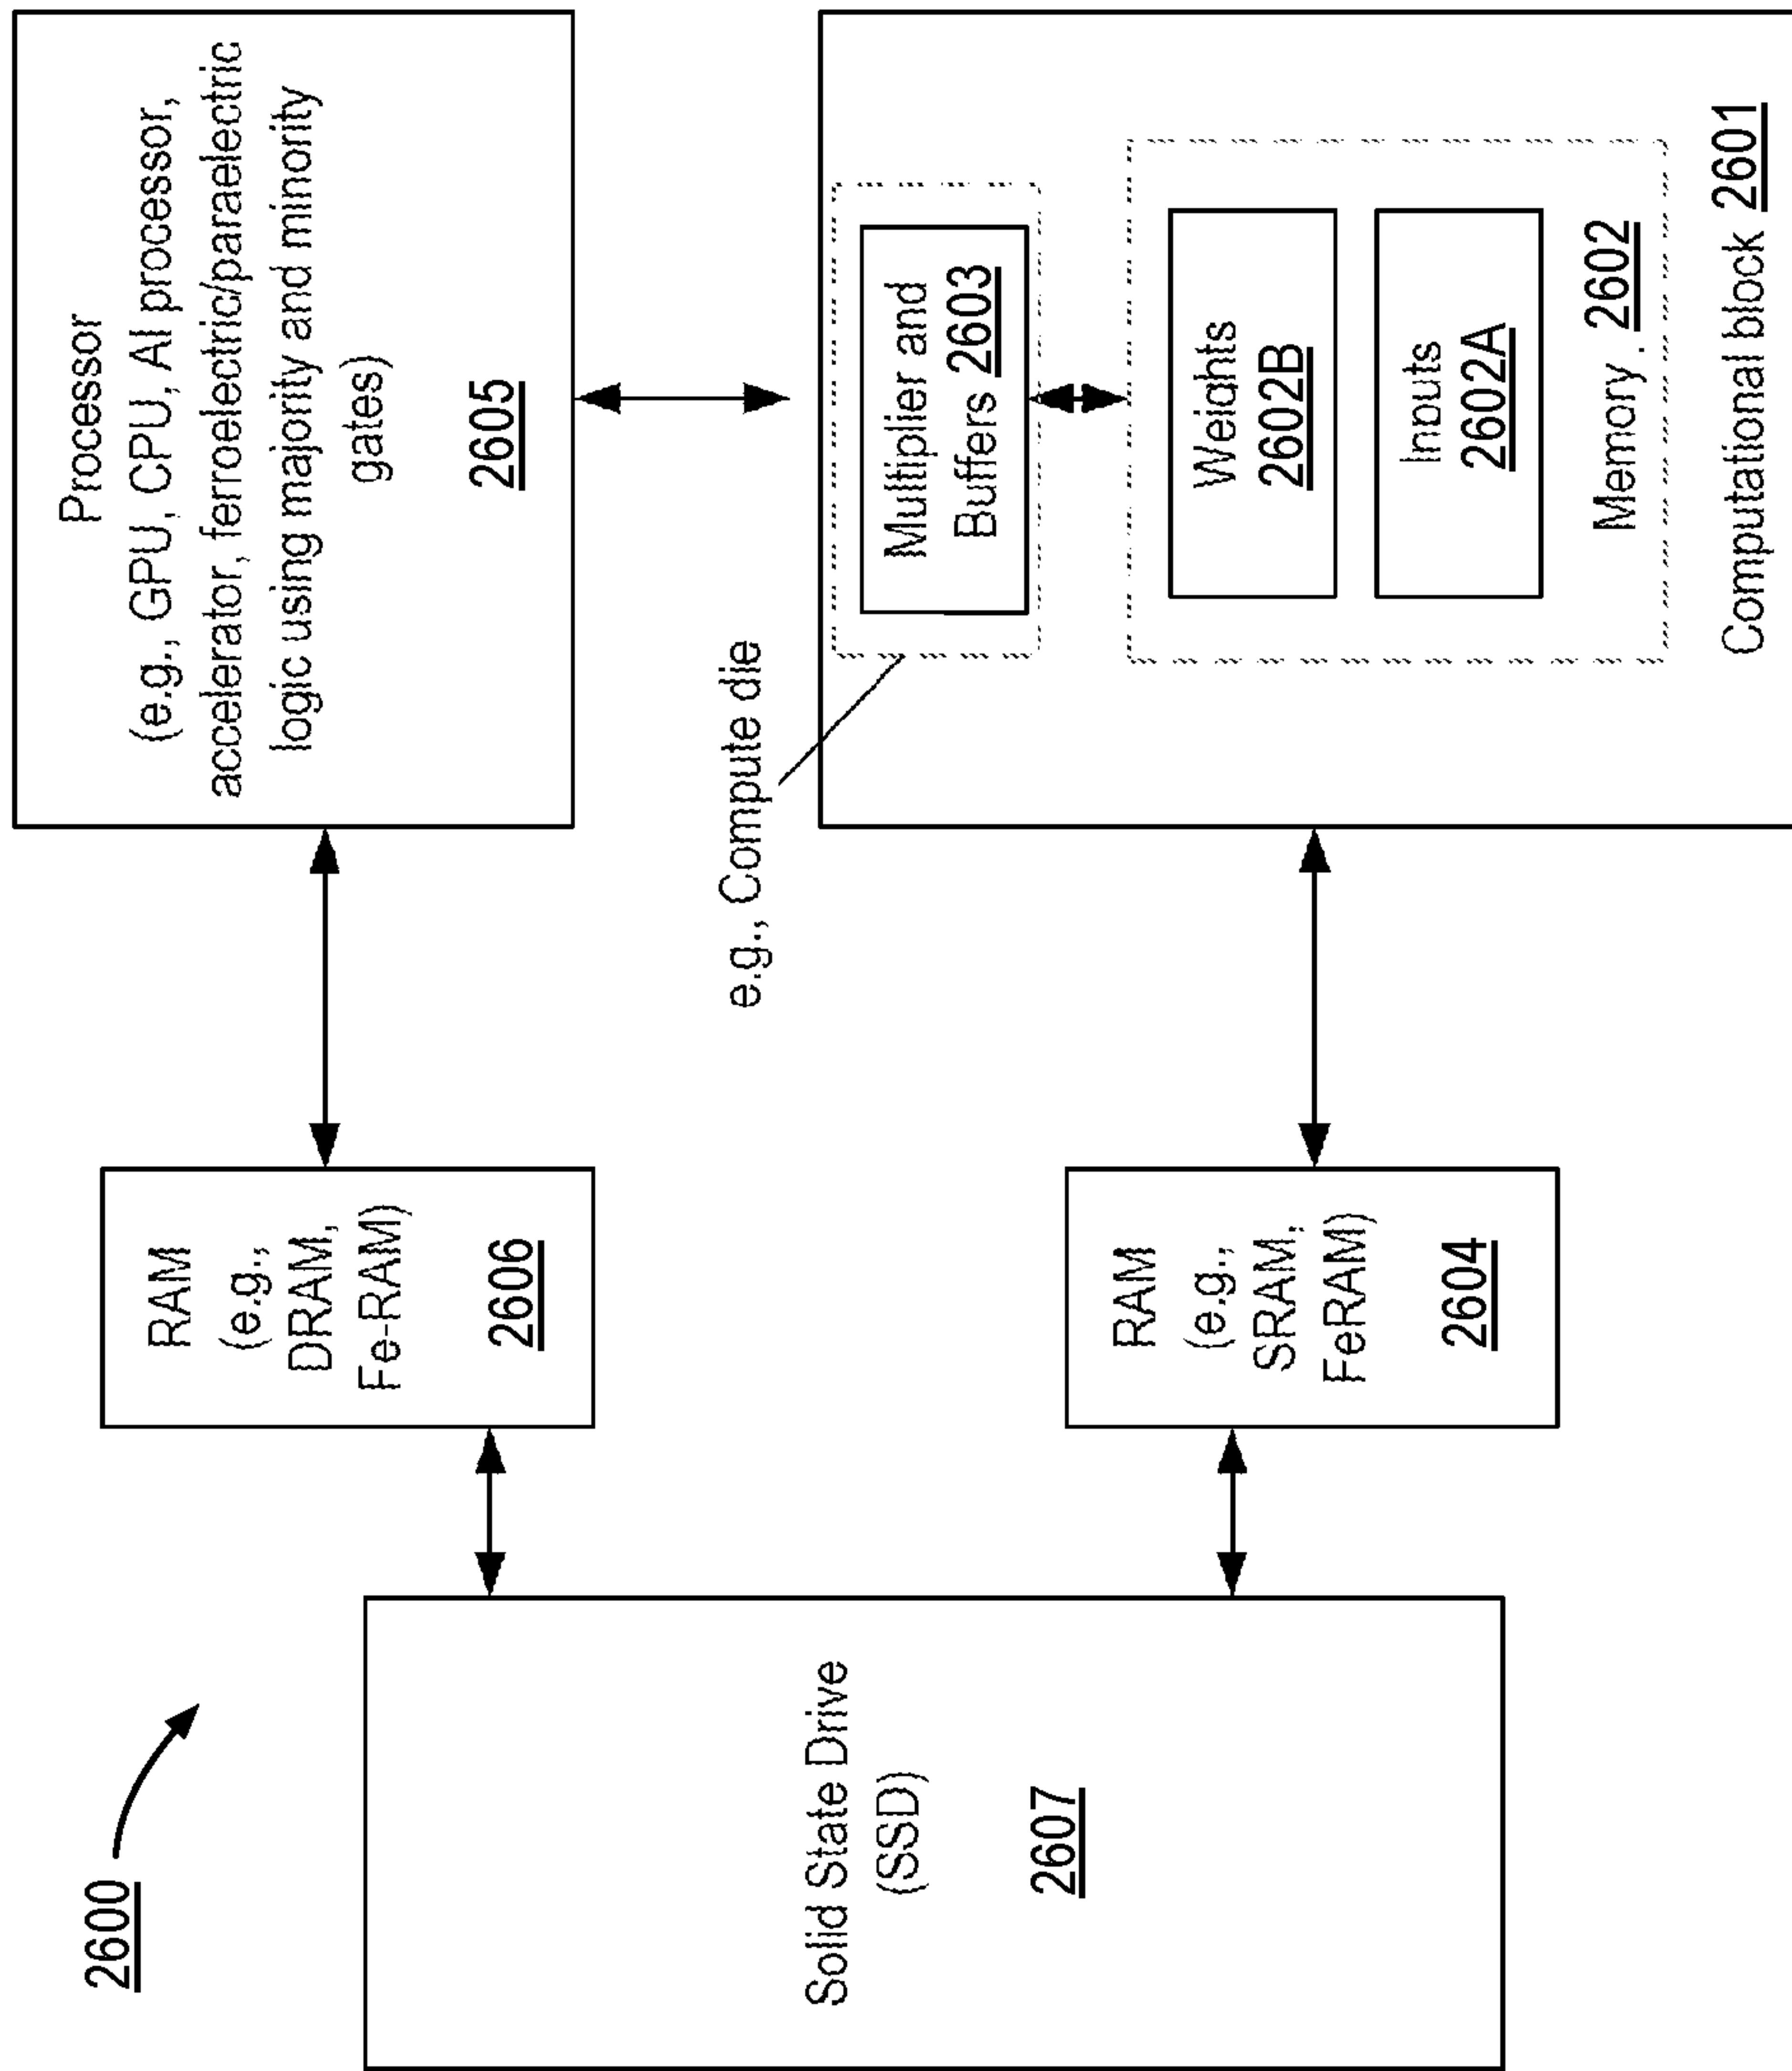 2600
Solid State Drive
(SSD)
2607
RAM
(e.g.,
DRAM,
Fe-RAM)
2606
RAM
(e.g.,
SRAM,
FeRAM)
2604
Processor
(e.g., GPU, CPU, AI processor,
accelerator, ferroelectric/paraelectric
logic using majority and minority
gates)
2605
e.g., Compute die
Multiplier and
Buffers 2603
Weights
2602B
Inputs
2602A
Memory . 2602
Computational block 2601